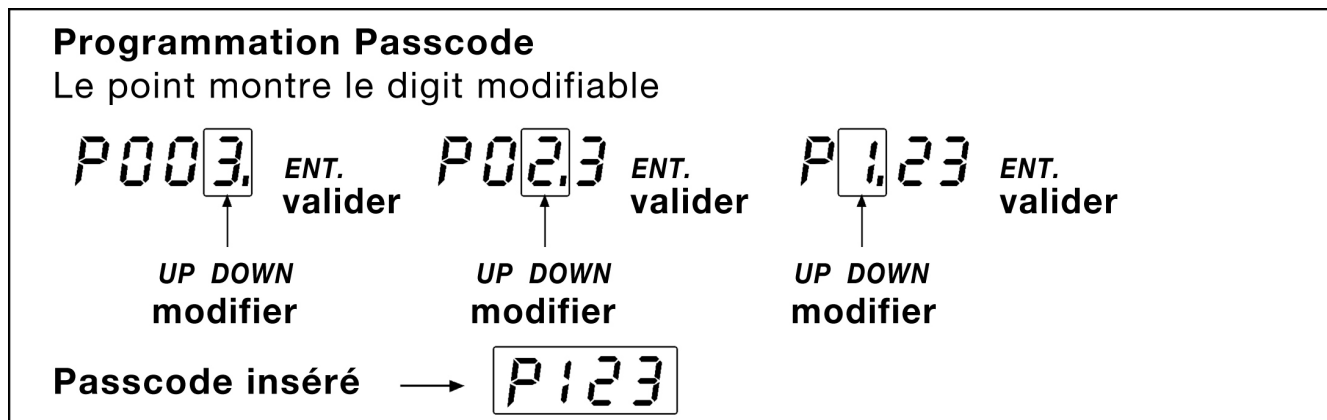 Programmation Passcode
Le point montre le digit modifiable
P003. ENT. valider P02.3 ENT. valider P1.23 ENT. valider
UP DOWN UP DOWN UP DOWN
modifier modifier modifier
Passcode inséré → P123